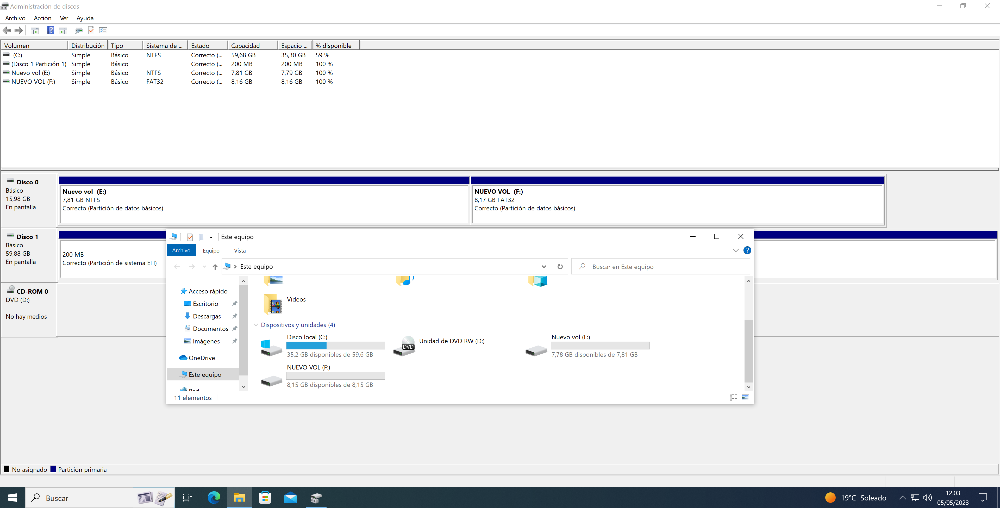 Administración de discos
Archivo Acción Ver Ayuda
Volumen Distribución Tipo Sistema de ... Estado Capacidad Espacio ... % disponible
(C:) Simple Básico NTFS Correcto (... 59,68 GB 35,30 GB 59 %
(Disco 1 Partición 1) Simple Básico Correcto (... 200 MB 200 MB 100 %
Nuevo vol (E:) Simple Básico NTFS Correcto (... 7,81 GB 7,79 GB 100 %
NUEVO VOL (F:) Simple Básico FAT32 Correcto (... 8,16 GB 8,16 GB 100 %
Disco 0
Básico
15,98 GB
En pantalla
Nuevo vol (E:)
7,81 GB NTFS
Correcto (Partición de datos básicos)
NUEVO VOL (F:)
8,17 GB FAT32
Correcto (Partición de datos básicos)
Disco 1
Básico
59,88 GB
En pantalla
200 MB
Correcto (Partición de sistema EFI)
CD-ROM 0
DVD (D:)
No hay medios
Este equipo
Archivo Equipo Vista
?
Este equipo
Buscar en Este equipo
Acceso rápido
Escritorio
Descargas
Documentos
Imágenes
OneDrive
Este equipo
Red
Vídeos
Dispositivos y unidades (4)
Disco local (C:)
35,2 GB disponibles de 59,6 GB
DVD
Unidad de DVD RW (D:)
Nuevo vol (E:)
7,78 GB disponibles de 7,81 GB
NUEVO VOL (F:)
8,15 GB disponibles de 8,15 GB
11 elementos
No asignado Partición primaria
Buscar
19°C Soleado
12:03
05/05/2023